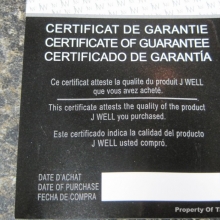 CERTIFICAT DE GARANTIE
CERTIFICATE OF GUARANTEE
CERTIFICADO DE GARANTÍA
Ce certificat atteste la qualite du produit J WELL
que vous avez acheté.
This certificate attests the quality of the product
J WELL you purchased.
Este certificado indica la calidad del producto
J WELL usted compró.
D'ATE D'ACHAT
DATE OF PURCHASE
FECHA DE COMPRA
Property Of T